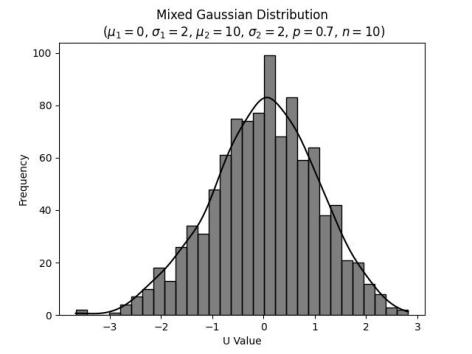 Mixed Gaussian Distribution
(μ₁ = 0, σ₁ = 2, μ₂ = 10, σ₂ = 2, p = 0.7, n = 10)
100
80
60
40
20
0
Frequency
−3 −2 −1 0 1 2 3
U Value